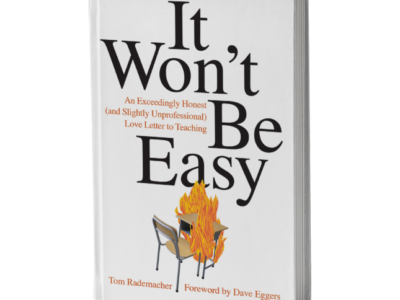 It
Won't
Be
Easy
An Exceedingly Honest
(and Slightly Unprofessional)
Love Letter to Teaching
Tom Rademacher
Foreword by Dave Eggers